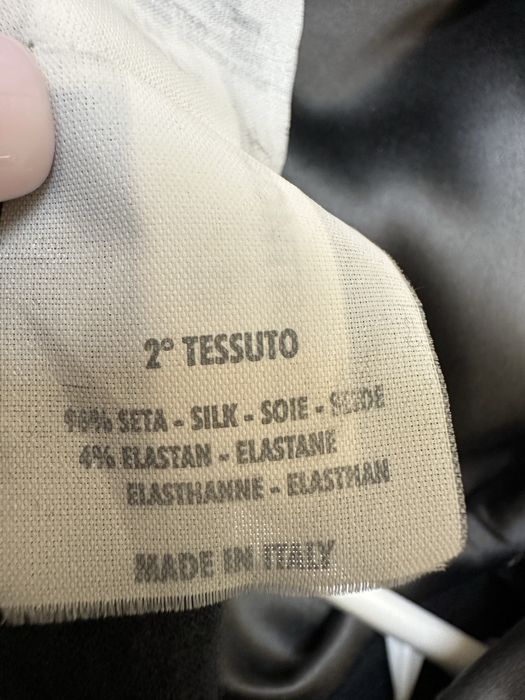 2° TESSUTO
96% SETA - SILK - SOIE - SEIDE
4% ELASTAN - ELASTANE
ELASTHANNE - ELASTHAN
MADE IN ITALY